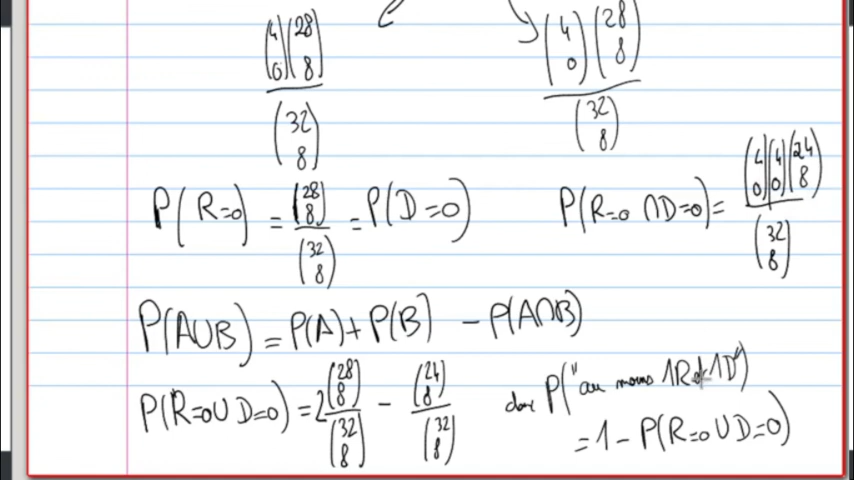 (4 0)(28 8) / (32 8)
(4 0)(28 8) / (32 8)
P(R=0) = (28 8) / (32 8) = P(D=0)
P(R=0 ∩ D=0) = (4 0)(4 0)(24 8) / (32 8)
P(A∪B) = P(A) + P(B) - P(A∩B)
P(R=0 ∪ D=0) = 2 (28 8) / (32 8) - (24 8) / (32 8)
donc P("au moins 1R et 1D")
= 1 - P(R=0 ∪ D=0)